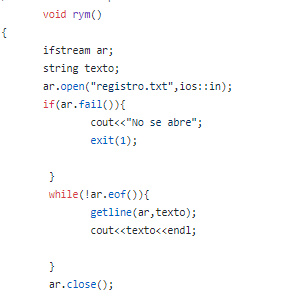 void rym()
{
ifstream ar;
string texto;
ar.open("registro.txt",ios::in);
if(ar.fail()){
cout<<"No se abre";
exit(1);
}
while(!ar.eof()){
getline(ar,texto);
cout<<texto<<endl;
}
ar.close();